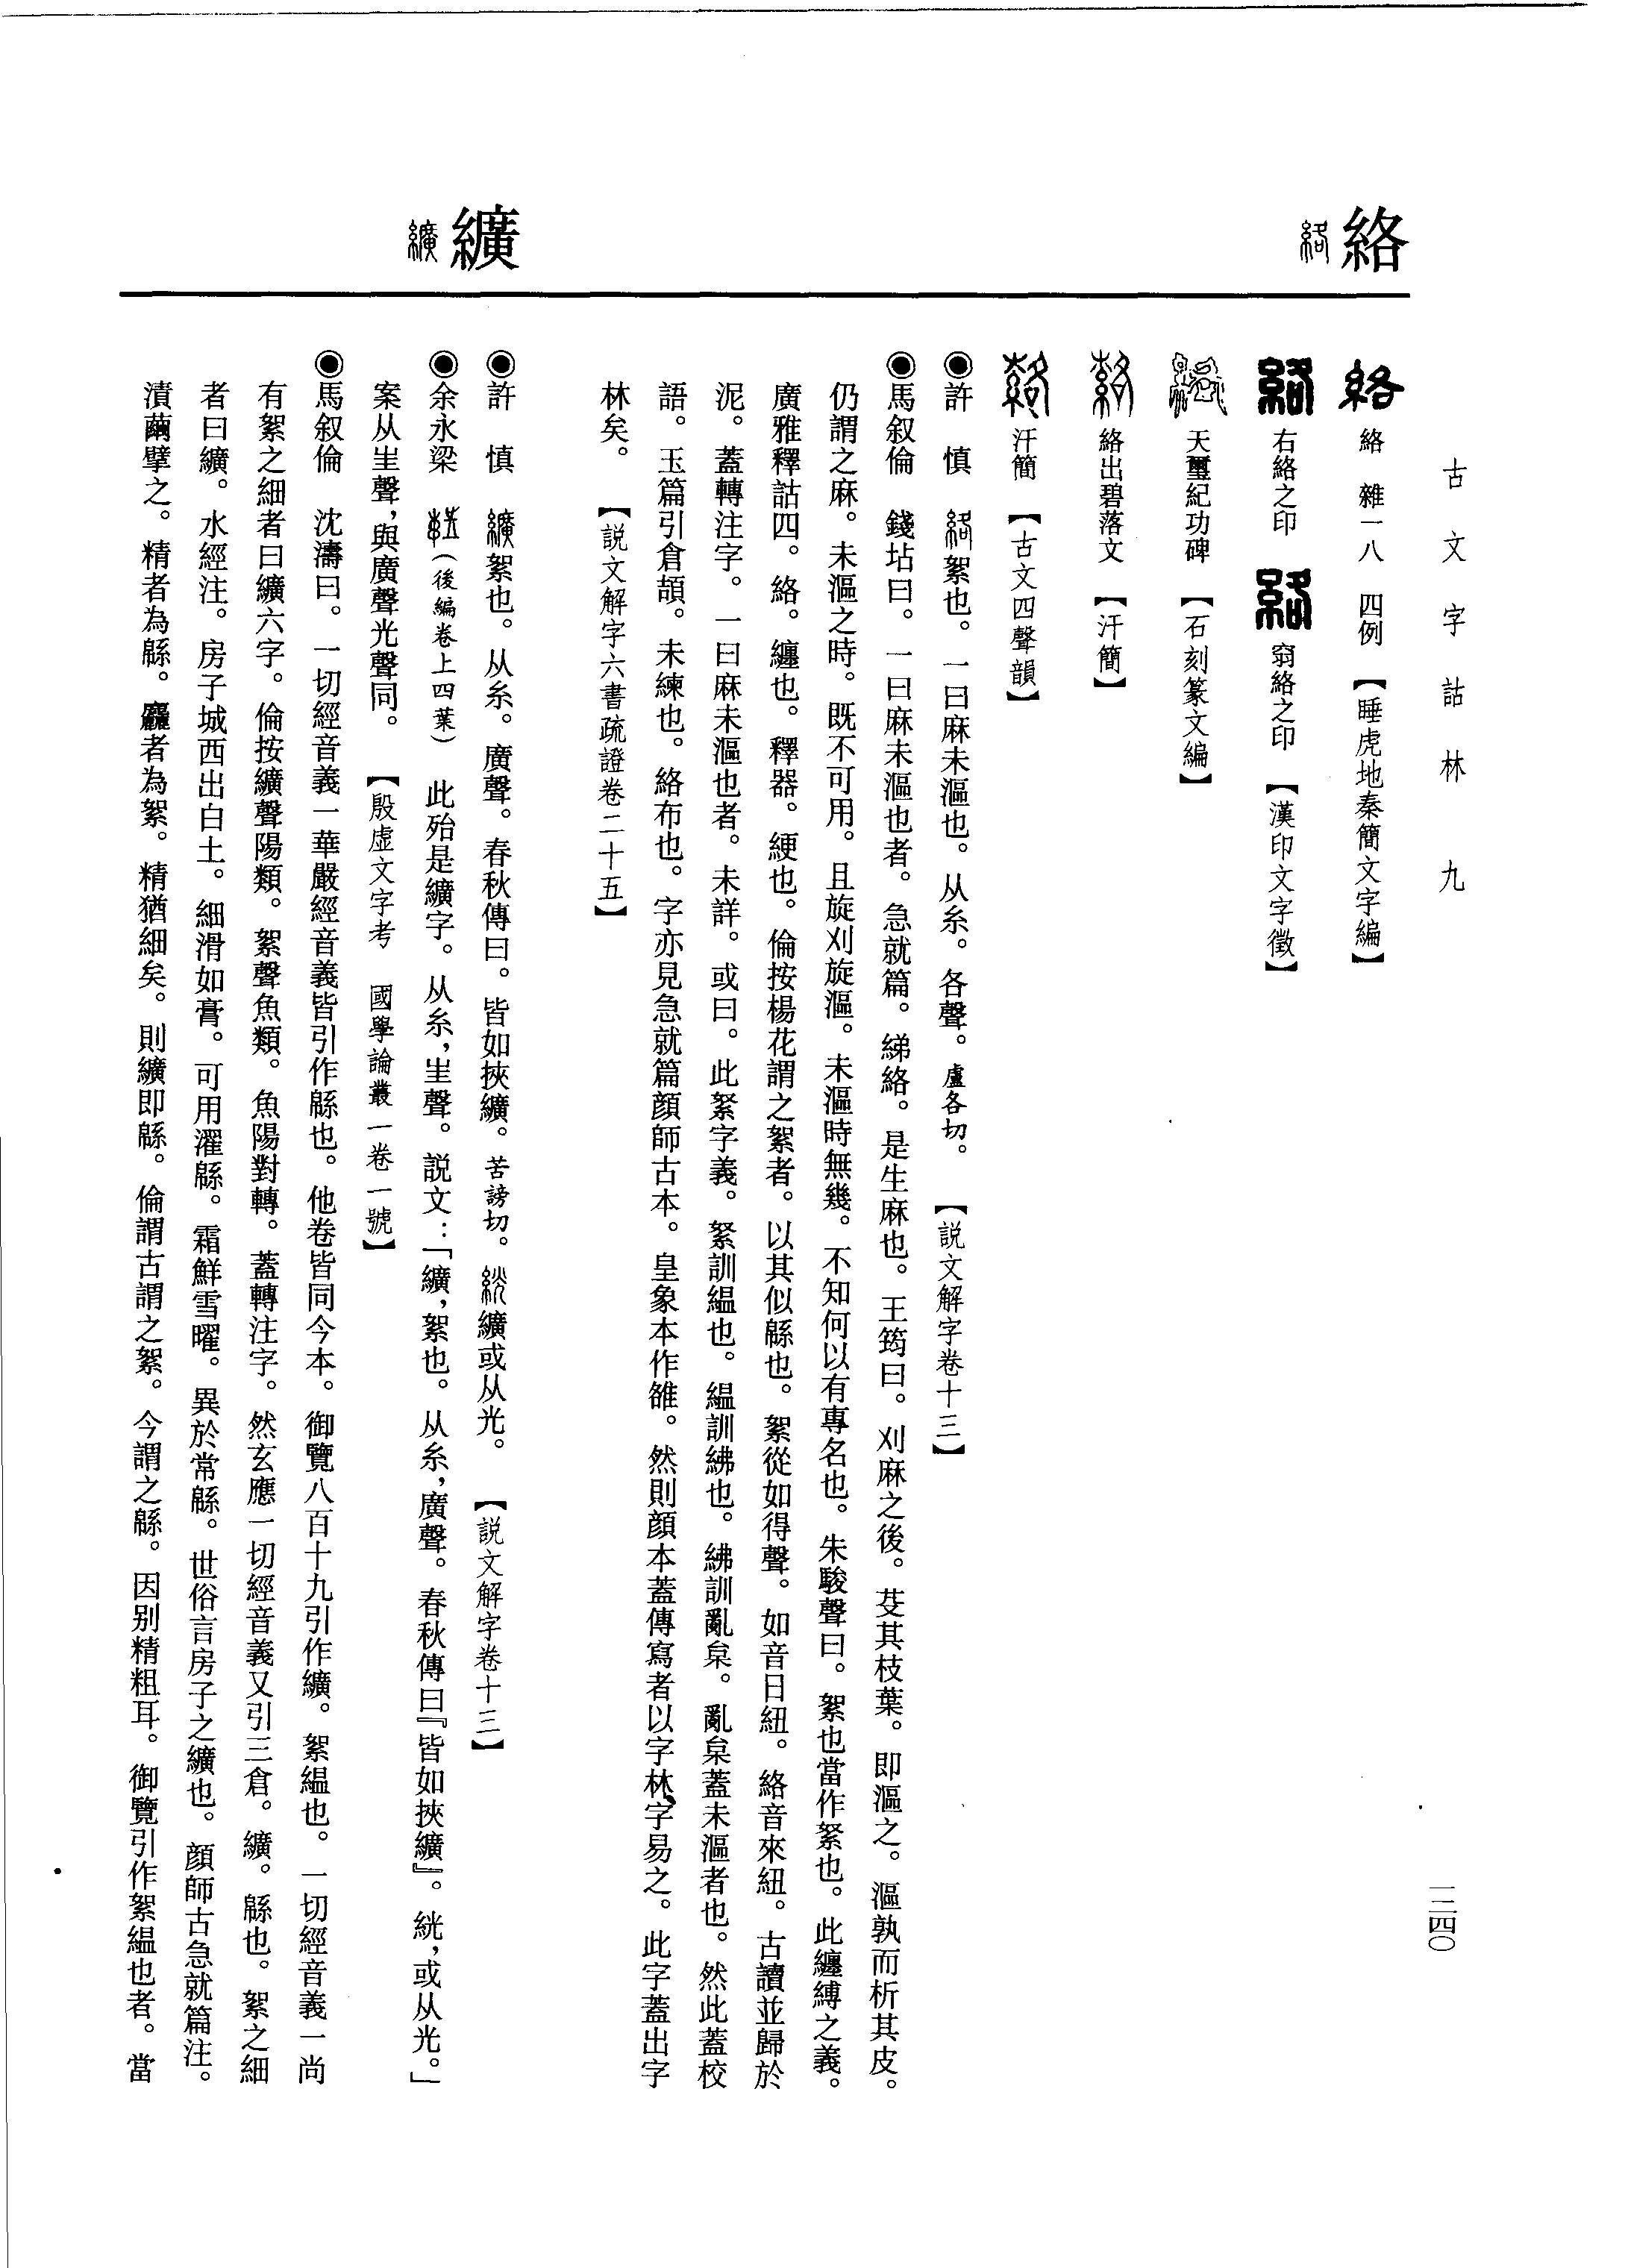 古文字詁林　九
一二四〇
絡
絡　雜一八　四例　【睡虎地秦簡文字編】
右絡之印　窮絡之印　【漢印文字徵】
天璽紀功碑　【石刻篆文編】
絡出碧落文　【汗簡】
汗簡　【古文四聲韻】
◉許　慎　絮也。一曰麻未漚也。从糸。各聲。盧各切。　【説文解字卷十三】
◉馬叙倫　錢坫曰。一曰麻未漚也者。急就篇。綈絡。是生麻也。王筠曰。刈麻之後。芟其枝葉。即漚之。漚孰而析其皮。
仍謂之麻。未漚之時。既不可用。且旋刈旋漚。未漚時無幾。不知何以有專名也。朱駿聲曰。絮也當作絮也。此纏縛之義。
廣雅釋詁四。絡。纏也。釋器。綆也。倫按楊花謂之絮者。以其似緜也。絮從如得聲。如音日紐。絡音來紐。古讀並歸於
泥。蓋轉注字。一曰麻未漚也者。未詳。或曰。此絮字義。絮訓緼也。緼訓紼也。紼訓亂枲。亂枲蓋未漚者也。然此蓋校
語。玉篇引倉頡。未練也。絡布也。字亦見急就篇顔師古本。皇象本作雒。然則顔本蓋傳寫者以字林字易之。此字蓋出字
林矣。　【説文解字六書疏證卷二十五】
纊
◉許　慎　絮也。从糸。廣聲。春秋傳曰。皆如挾纊。苦謗切。纊或从光。　【説文解字卷十三】
◉余永梁　（後編卷上四葉）　此殆是纊字。从糸，㞷聲。説文：「纊，絮也。从糸，廣聲。春秋傳曰『皆如挾纊』。絖，或从光。」
案从㞷聲，與廣聲光聲同。　【殷虛文字考　國學論叢一卷一號】
◉馬叙倫　沈濤曰。一切經音義一華嚴經音義皆引作緜也。他卷皆同今本。御覽八百十九引作纊。絮緼也。一切經音義一尚
有絮之細者曰纊六字。倫按纊聲陽類。絮聲魚類。魚陽對轉。蓋轉注字。然玄應一切經音義又引三倉。纊。緜也。絮之細
者曰纊。水經注。房子城西出白土。細滑如膏。可用濯緜。霜鮮雪曜。異於常緜。世俗言房子之纊也。顔師古急就篇注。
漬繭擘之。精者為緜。麤者為絮。精猶細矣。則纊即緜。倫謂古謂之絮。今謂之緜。因别精粗耳。御覽引作絮緼也者。當